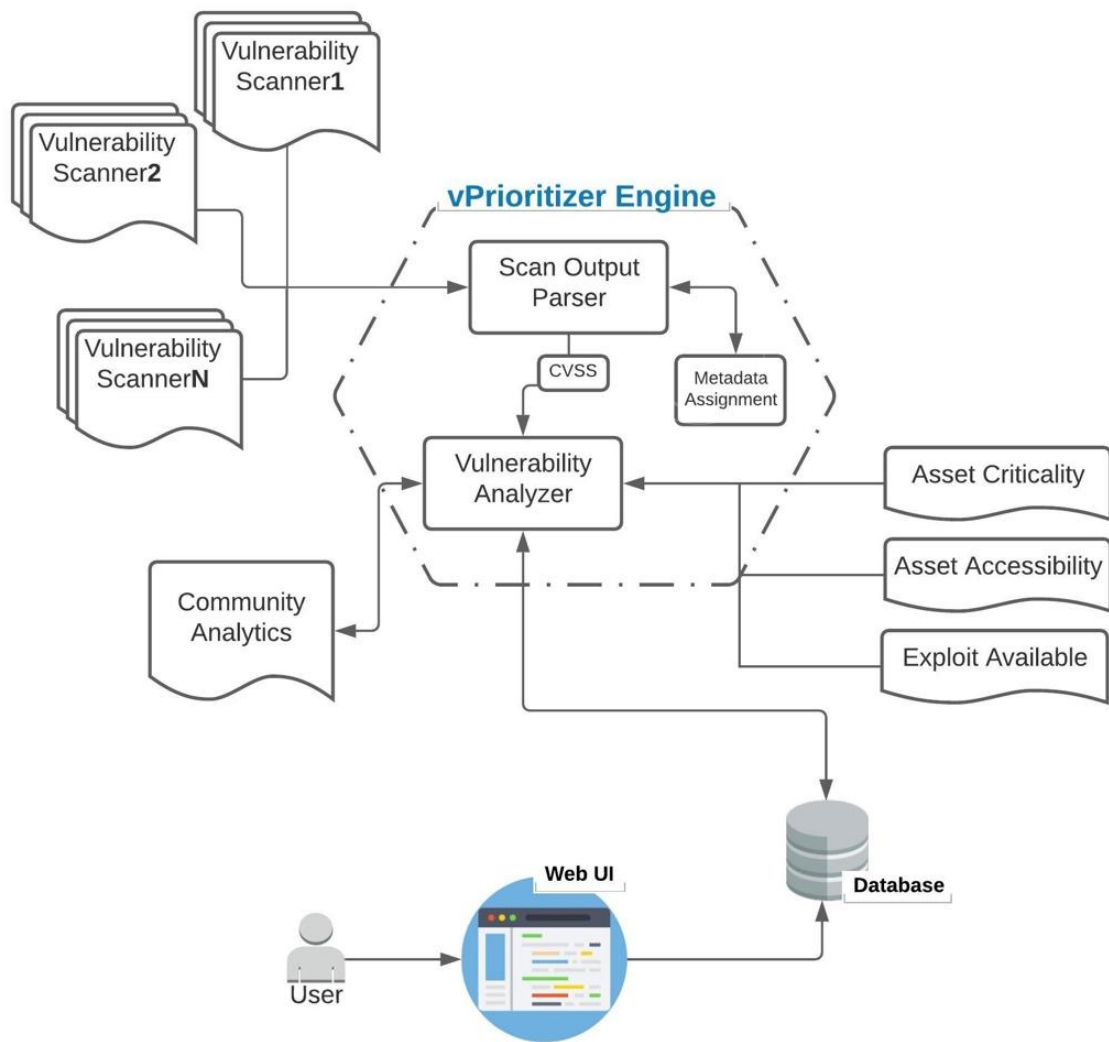 Vulnerability
Scanner1
Vulnerability
Scanner2
Vulnerability
ScannerN
vPrioritizer Engine
Scan Output
Parser
CVSS
Metadada
Assignment
Vulnerability
Analyzer
Asset Criticality
Asset Accessibility
Exploit Available
Community
Analytics
Web UI
Database
User